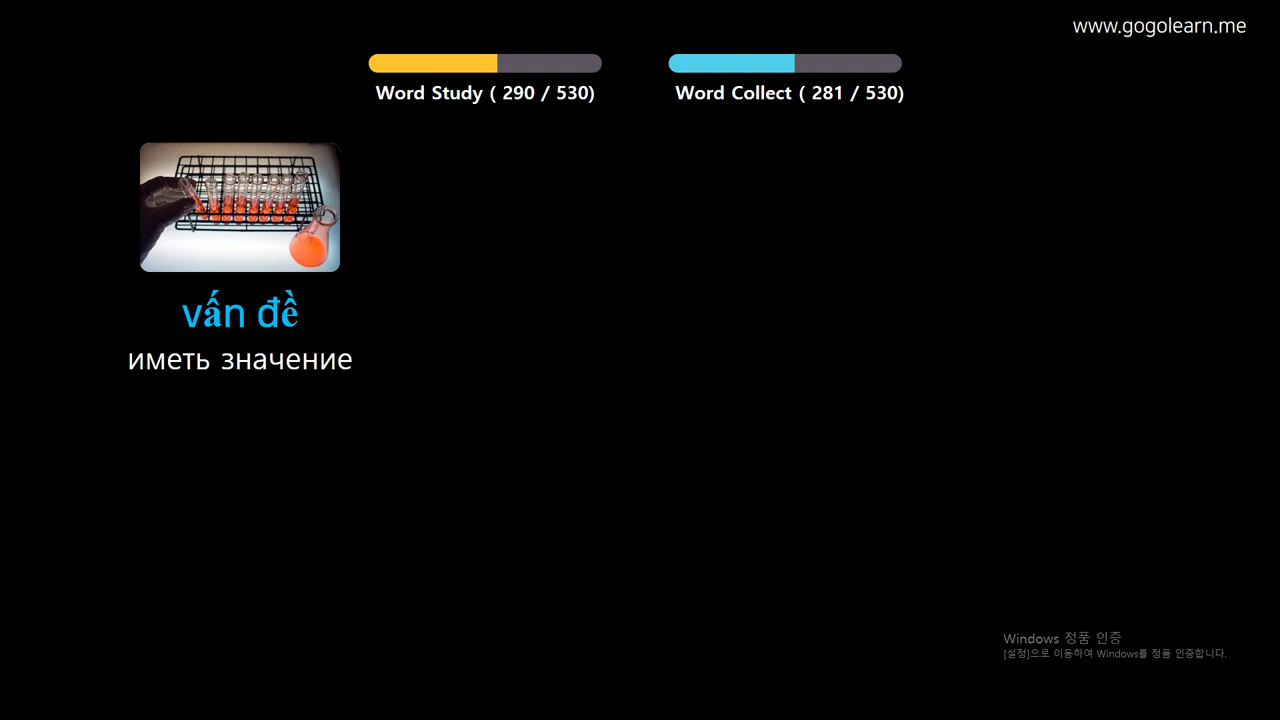 www.gogolearn.me
Word Study ( 290 / 530)
Word Collect ( 281 / 530)
vấn đề
иметь значение
Windows 정품 인증
[설정]으로 이동하여 Windows를 정품 인증합니다.